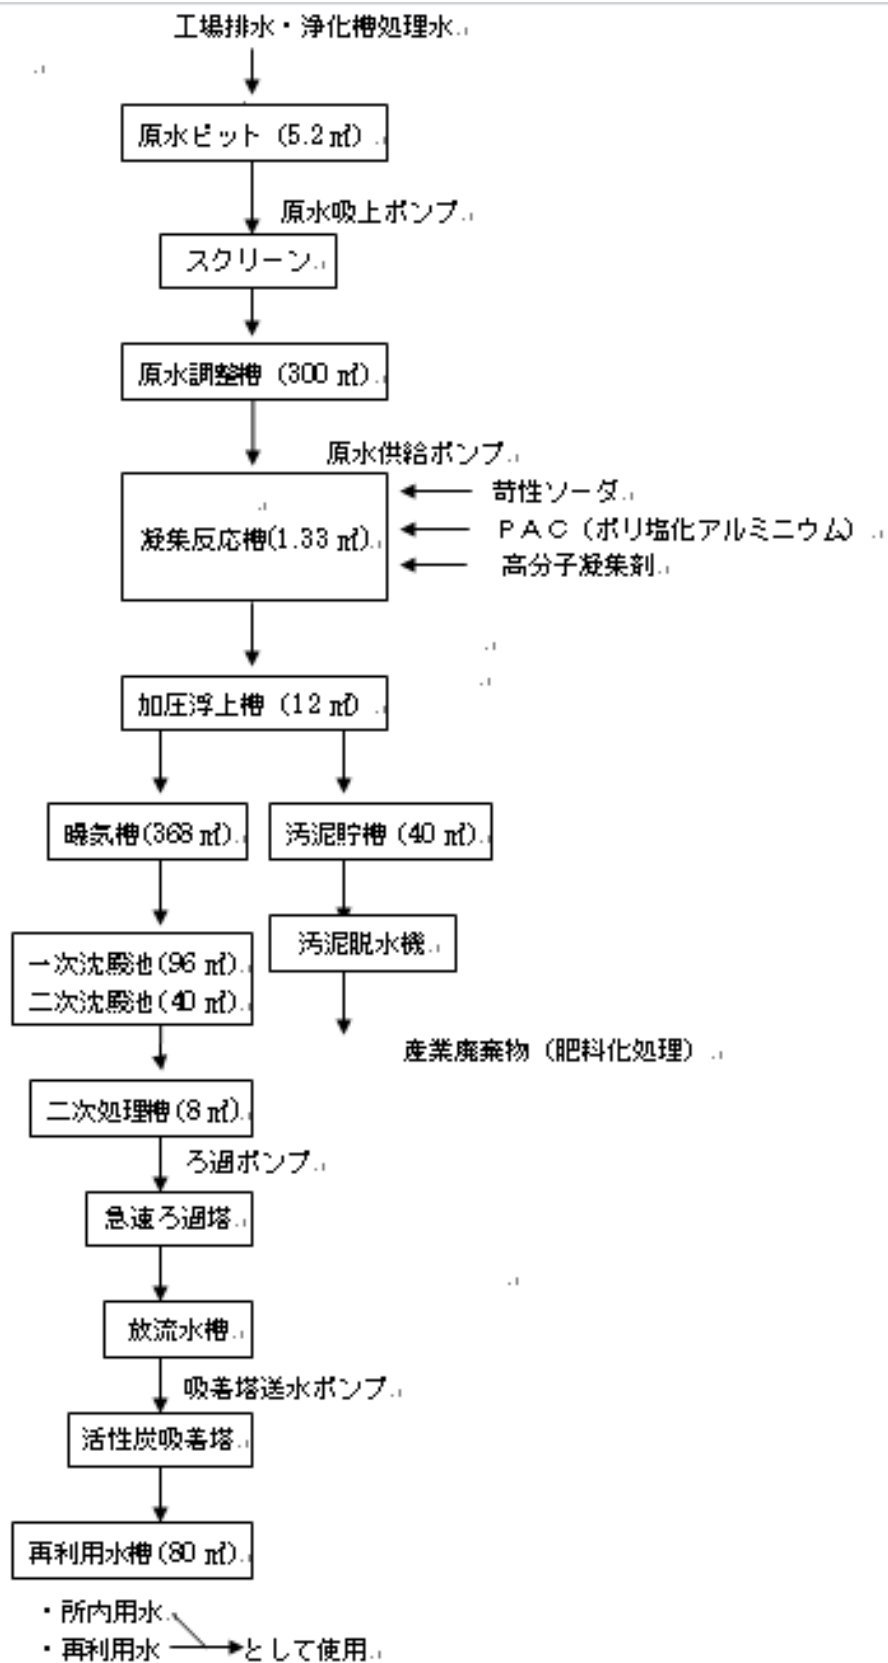 工場排水・浄化槽処理水
原水ピット（5.2㎥）
原水吸上ポンプ
スクリーン
原水調整槽（300㎥）
原水供給ポンプ
苛性ソーダ
凝集反応槽(1.33㎥)
ＰＡＣ（ポリ塩化アルミニウム）
高分子凝集剤
加圧浮上槽（12㎥）
曝気槽(368㎥)
汚泥貯槽（40㎥）
汚泥脱水機
一次沈殿池(96㎥)
二次沈殿池(40㎥)
産業廃棄物（肥料化処理）
二次処理槽(8㎥)
ろ過ポンプ
急速ろ過塔
放流水槽
吸着塔送水ポンプ
活性炭吸着塔
再利用水槽(80㎥)
・所内用水
・再利用水 として使用